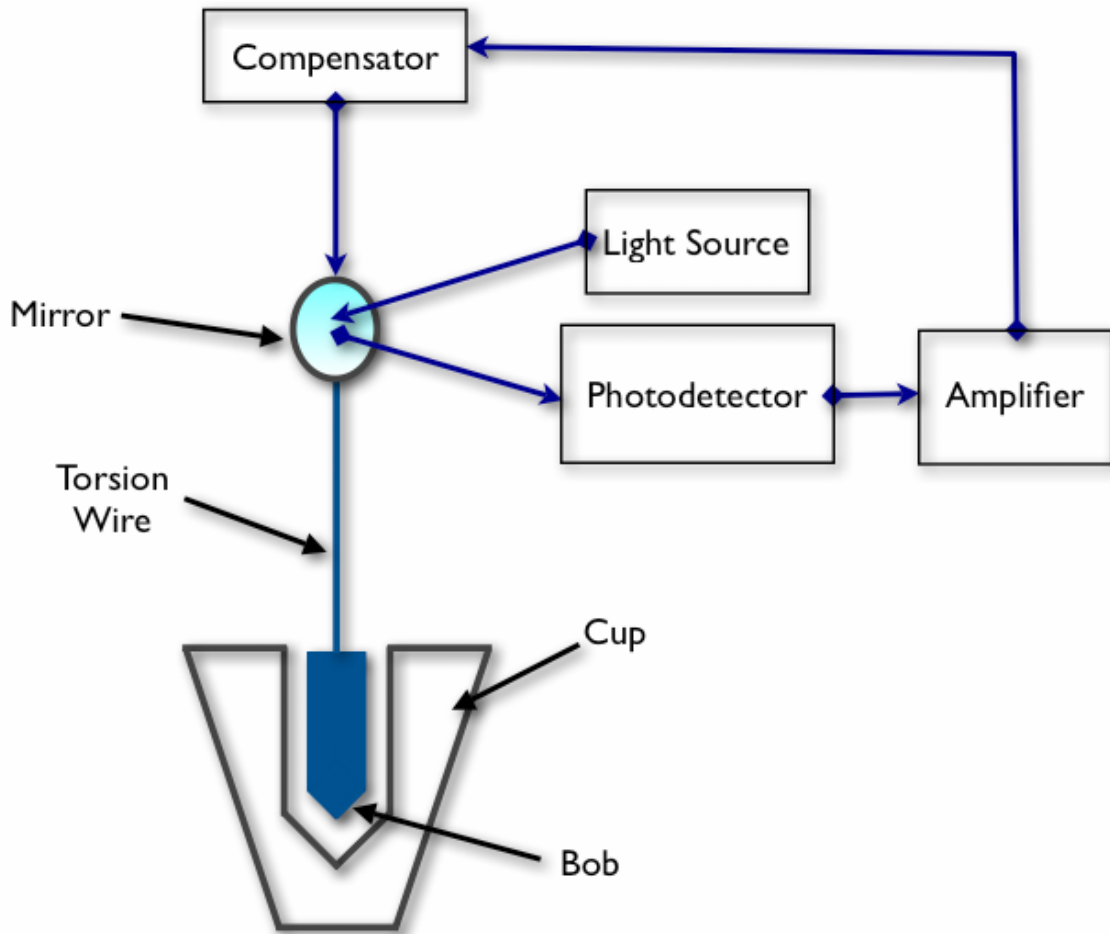 Compensator
Light Source
Mirror
Photodetector
Amplifier
Torsion
Wire
Cup
Bob